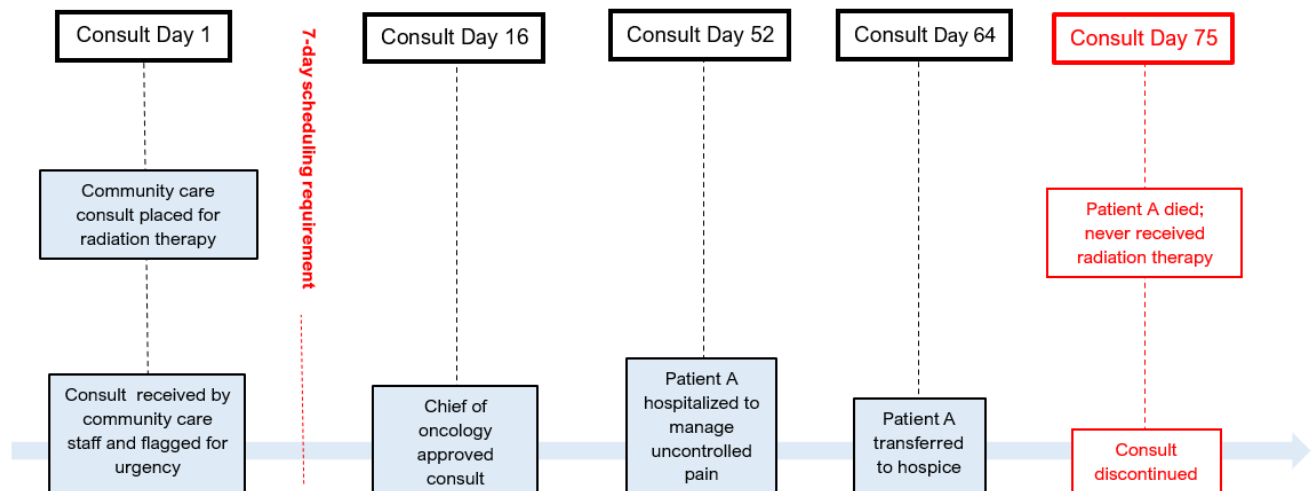 Consult Day 1
7-day scheduling requirement
Consult Day 16
Consult Day 52
Consult Day 64
Consult Day 75
Community care
consult placed for
radiation therapy
Patient A died;
never received
radiation therapy
Consult received by
community care
staff and flagged for
urgency
Chief of
oncology
approved
consult
Patient A
hospitalized to
manage
uncontrolled
pain
Patient A
transferred
to hospice
Consult
discontinued